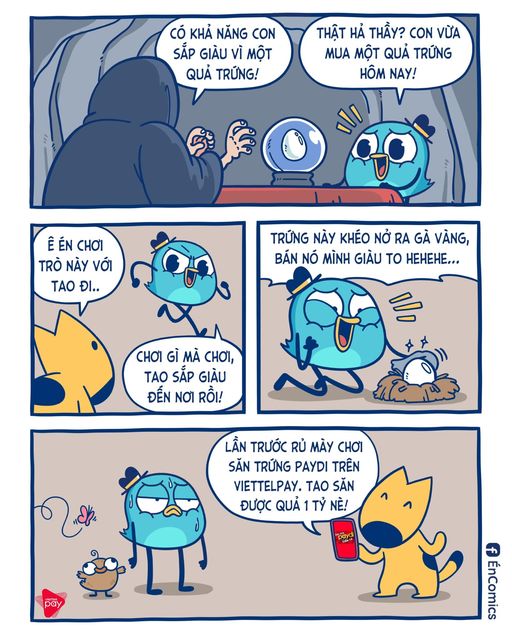 CÓ KHẢ NĂNG CON
SẮP GIÀU VÌ MỘT
QUẢ TRỨNG!
THẬT HẢ THẦY? CON VỪA
MUA MỘT QUẢ TRỨNG
HÔM NAY!
Ê ÉN CHƠI
TRÒ NÀY VỚI
TAO ĐI..
CHƠI GÌ MÀ CHƠI,
TAO SẮP GIÀU
ĐẾN NƠI RỒI!
TRỨNG NÀY KHÉO NỞ RA GÀ VÀNG,
BÁN NÓ MÌNH GIÀU TO HEHEHE...
LẦN TRƯỚC RỦ MÀY CHƠI
SĂN TRỨNG PAYDI TRÊN
VIETTELPAY. TAO SĂN
ĐƯỢC QUẢ 1 TỶ NÈ!
pay
f ÉnComics